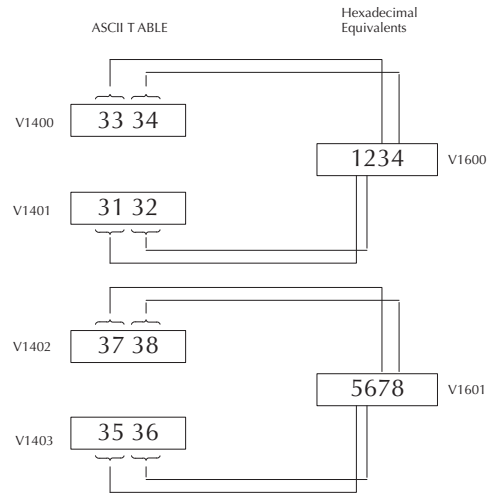 ASCII T ABLE
Hexadecimal
Equivalents
V1400
33 34
1234
V1600
V1401
31 32
V1402
37 38
5678
V1601
V1403
35 36